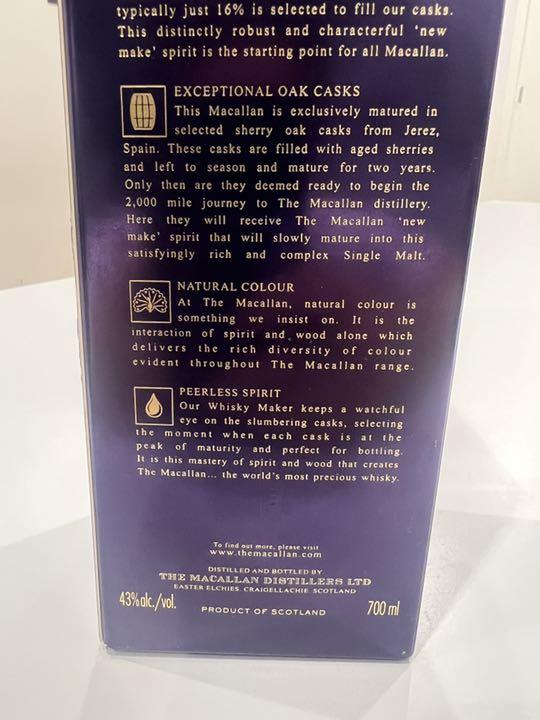 typically just 16% is selected to fill our casks.
This distinctly robust and characterful ‘new
make’ spirit is the starting point for all Macallan.
EXCEPTIONAL OAK CASKS
This Macallan is exclusively matured in
selected sherry oak casks from Jerez,
Spain. These casks are filled with aged sherries
and left to season and mature for two years.
Only then are they deemed ready to begin the
2,000 mile journey to The Macallan distillery.
Here they will receive The Macallan ‘new
make’ spirit that will slowly mature into this
satisfyingly rich and complex Single Malt.
NATURAL COLOUR
At The Macallan, natural colour is
something we insist on. It is the
interaction of spirit and wood alone which
delivers the rich diversity of colour
evident throughout The Macallan range.
PEERLESS SPIRIT
Our Whisky Maker keeps a watchful
eye on the slumbering casks, selecting
the moment when each cask is at the
peak of maturity and perfect for bottling.
It is this mastery of spirit and wood that creates
The Macallan... the world's most precious whisky.
To find out more, please visit
www.themacallan.com
DISTILLED AND BOTTLED BY
THE MACALLAN DISTILLERS LTD
EASTER ELCHIES, CRAIGELLACHIE, SCOTLAND
43%alc./vol.
PRODUCT OF SCOTLAND
700 ml